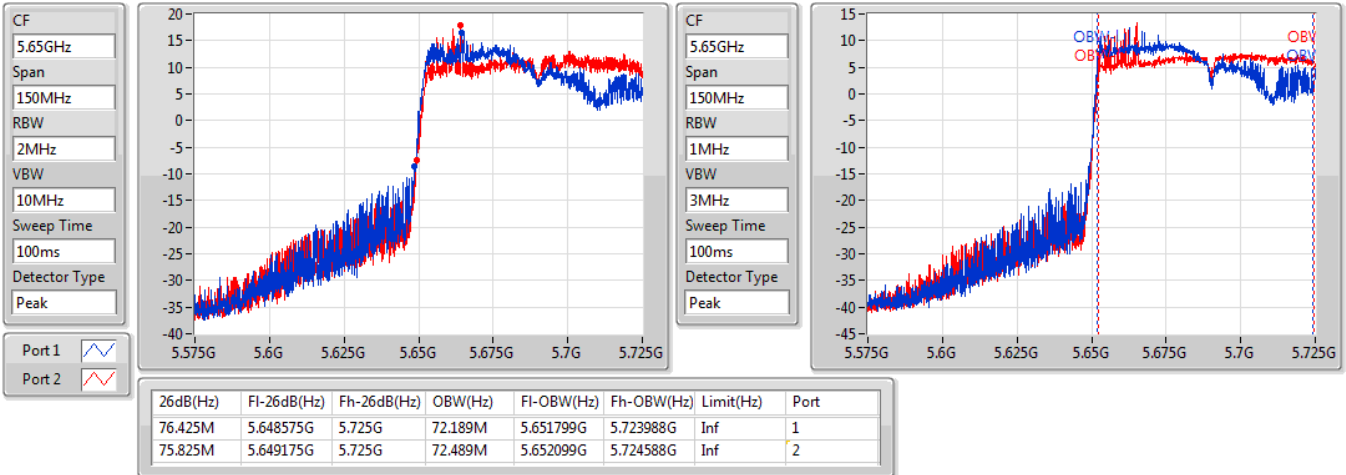 CF
5.65GHz
Span
150MHz
RBW
2MHz
VBW
10MHz
Sweep Time
100ms
Detector Type
Peak
Port 1
Port 2
20
15
10
5
0
-5
-10
-15
-20
-25
-30
-35
-40
5.575G 5.6G 5.625G 5.65G 5.675G 5.7G 5.725G
CF
5.65GHz
Span
150MHz
RBW
1MHz
VBW
3MHz
Sweep Time
100ms
Detector Type
Peak
15
10
5
0
-5
-10
-15
-20
-25
-30
-35
-40
-45
OBW OBW
OBW OBW
5.575G 5.6G 5.625G 5.65G 5.675G 5.7G 5.725G
26dB(Hz) Fl-26dB(Hz) Fh-26dB(Hz) OBW(Hz) Fl-OBW(Hz) Fh-OBW(Hz) Limit(Hz) Port
76.425M 5.648575G 5.725G 72.189M 5.651799G 5.723988G Inf 1
75.825M 5.649175G 5.725G 72.489M 5.652099G 5.724588G Inf 2